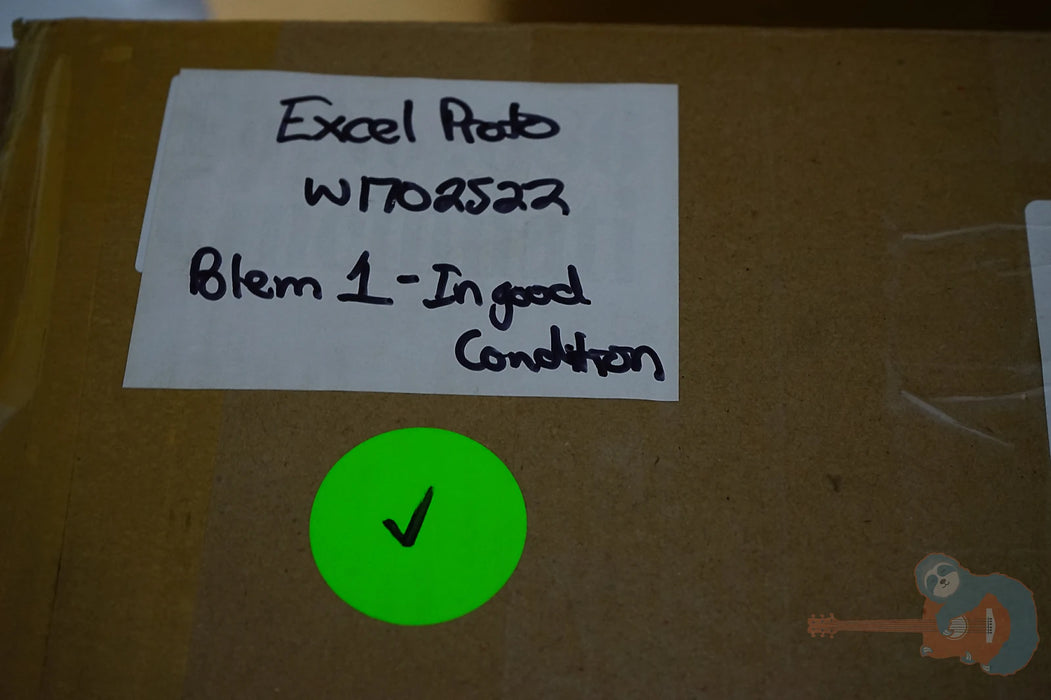 Excel Proto
W1702522
Blem 1 - In good
Condition